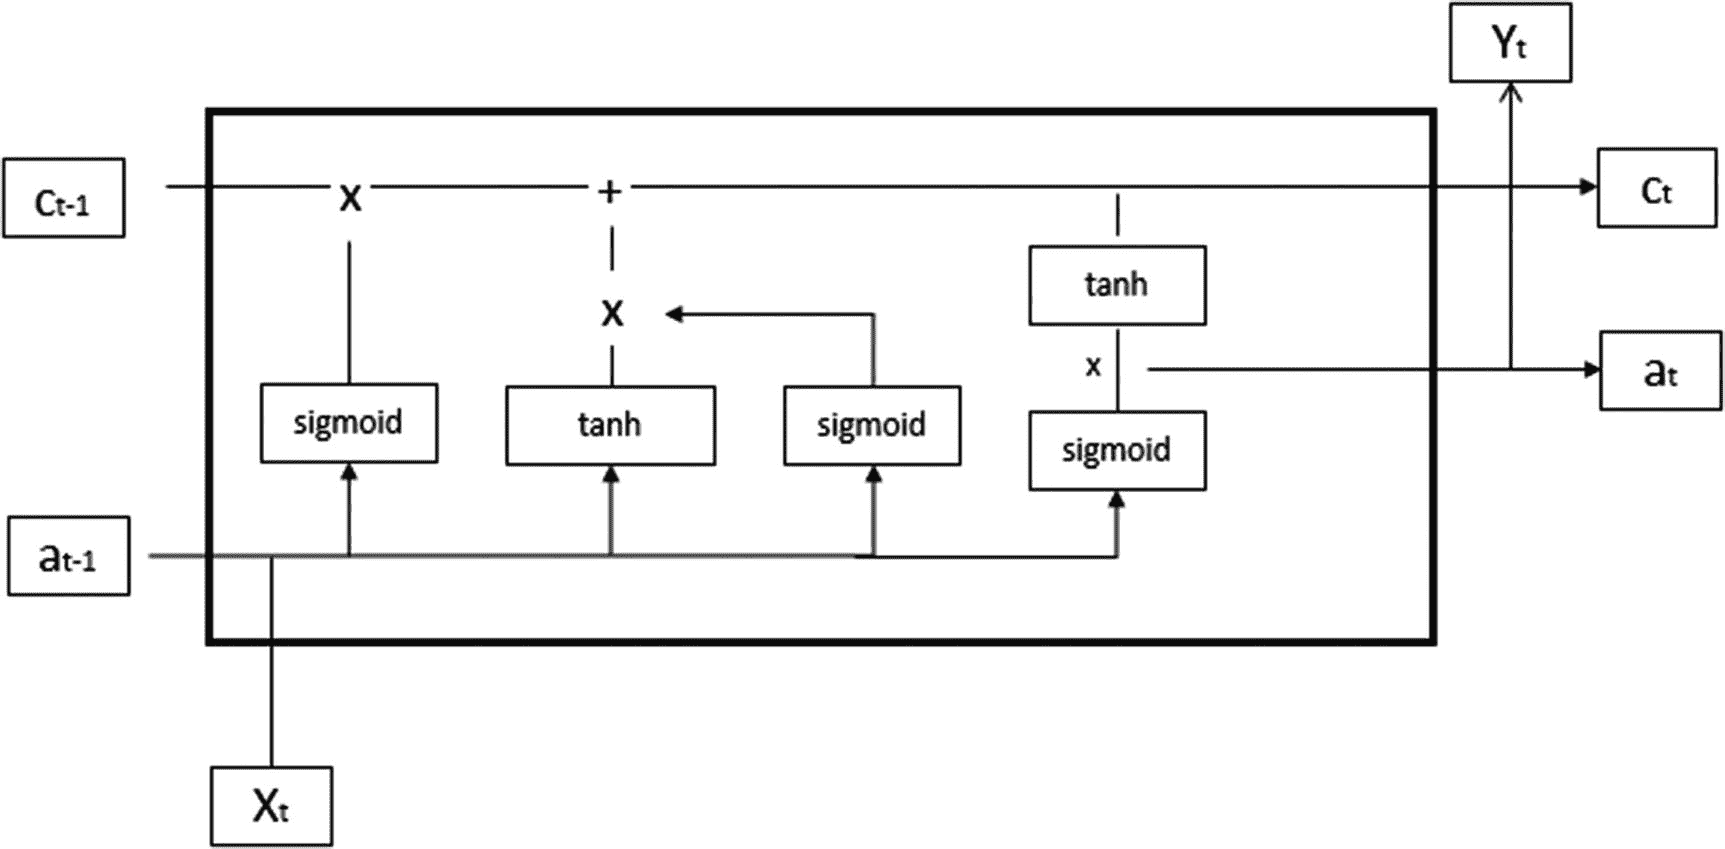 Yt
Ct-1
x
+
Ct
tanh
X
x
at
sigmoid
tanh
sigmoid
sigmoid
at-1
Xt